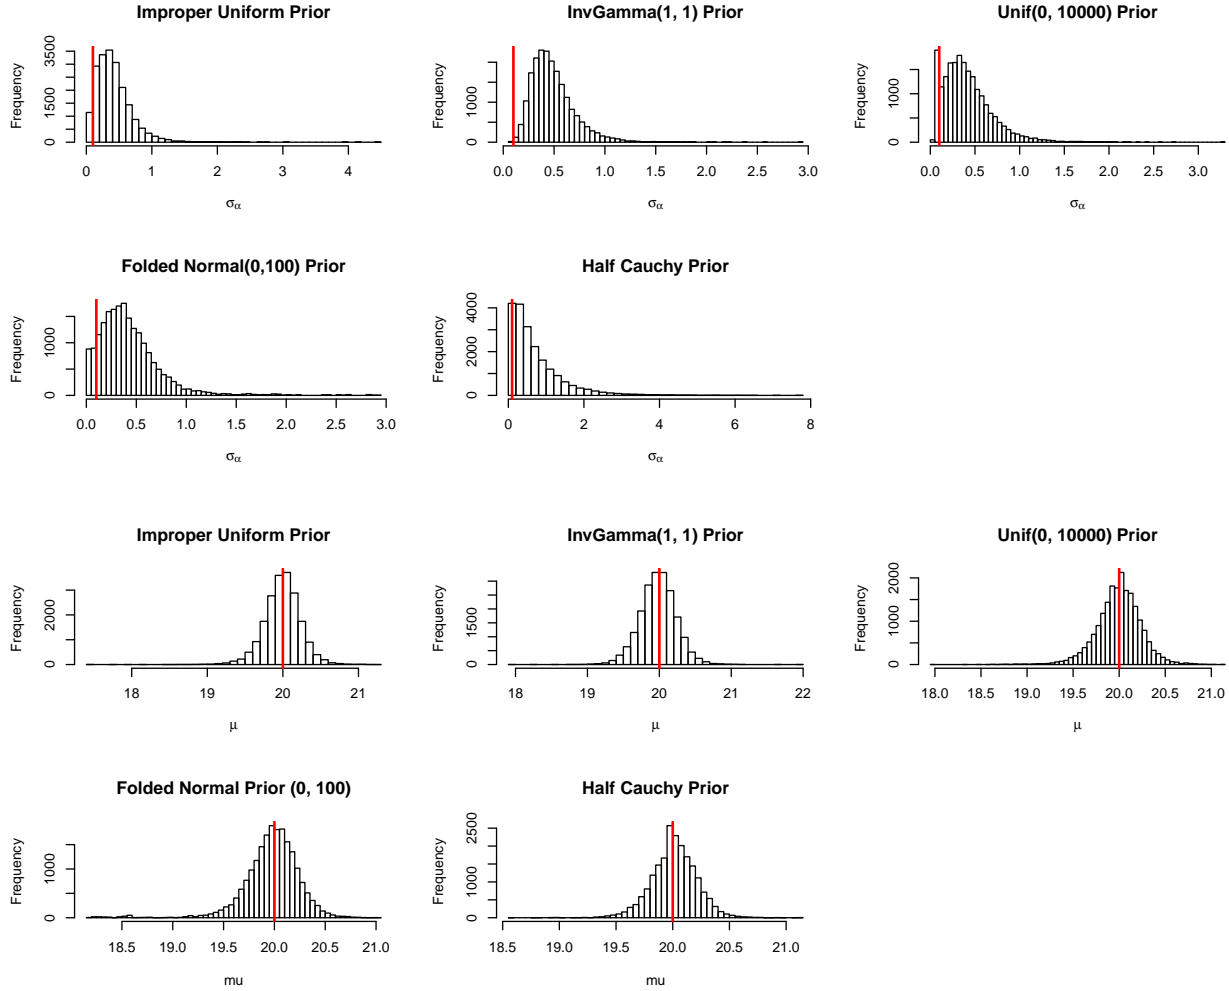 Improper Uniform Prior
Frequency
0 1500 3500
0 1 2 3 4
σα
InvGamma(1, 1) Prior
Frequency
0 1000
0.0 0.5 1.0 1.5 2.0 2.5 3.0
σα
Unif(0, 10000) Prior
Frequency
0 1000
0.0 0.5 1.0 1.5 2.0 2.5 3.0
σα
Folded Normal(0,100) Prior
Frequency
0 1000
0.0 0.5 1.0 1.5 2.0 2.5 3.0
σα
Half Cauchy Prior
Frequency
0 2000 4000
0 2 4 6 8
σα
Improper Uniform Prior
Frequency
0 2000
18 19 20 21
μ
InvGamma(1, 1) Prior
Frequency
0 1500
18 19 20 21 22
μ
Unif(0, 10000) Prior
Frequency
0 1000 2000
18.0 18.5 19.0 19.5 20.0 20.5 21.0
μ
Folded Normal Prior (0, 100)
Frequency
0 1000
18.5 19.0 19.5 20.0 20.5 21.0
mu
Half Cauchy Prior
Frequency
0 1000 2500
18.5 19.0 19.5 20.0 20.5 21.0
mu